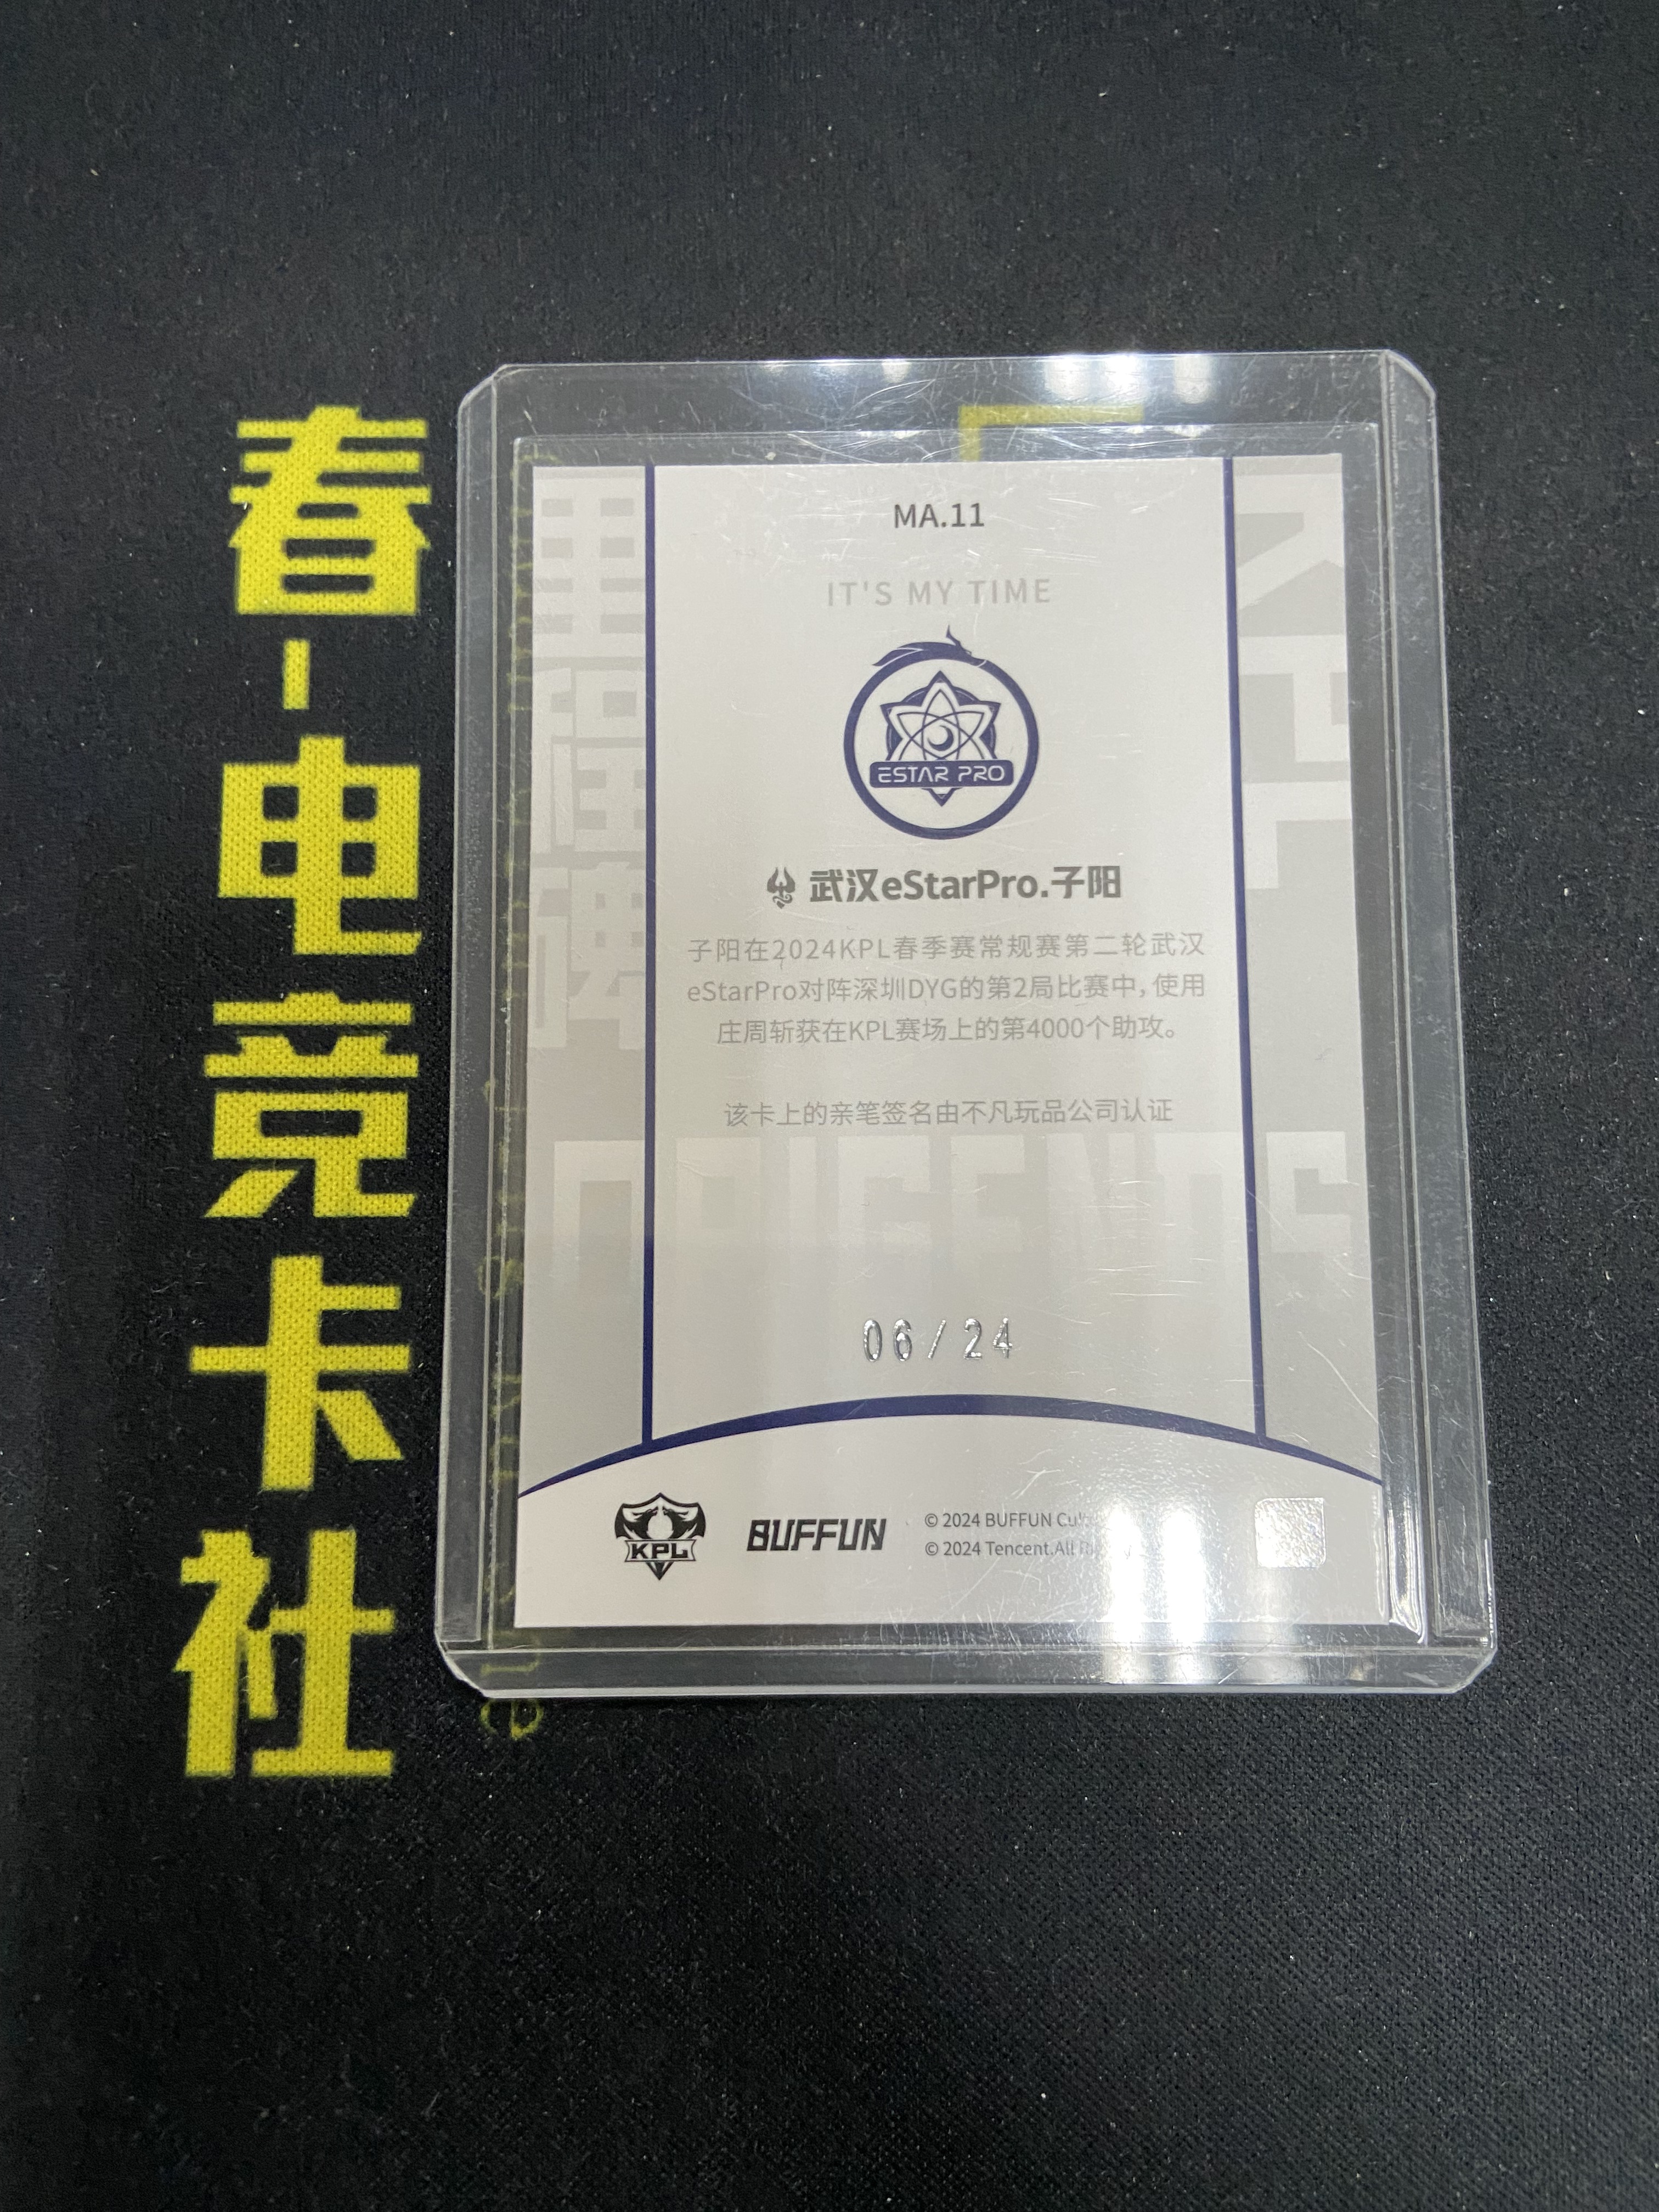 春-电竞卡社
MA.11
IT'S MY TIME
ESTAR PRO
武汉eStarPro.子阳
子阳在2024KPL春季赛常规赛第二轮武汉
eStarPro对阵深圳DYG的第2局比赛中，使用
庄周斩获在KPL赛场上的第4000个助攻。
该卡上的亲笔签名由不凡玩品公司认证
06/24
KPL
BUFFUN
© 2024 BUFFUN
© 2024 Tencent.All